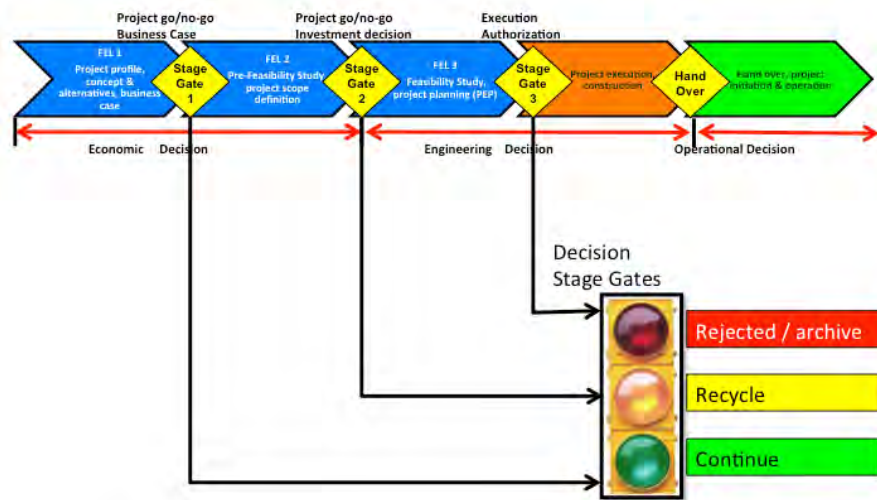 Project go/no-go
Business Case
Project go/no-go
Investment decision
Execution
Authorization
FEL 1
Project profile,
concept &
alternatives, business
case
Stage
Gate
1
FEL 2
Pre-Feasibility Study
project scope
definition
Stage
Gate
2
FEL 3
Feasibility Study,
project planning (PEP)
Stage
Gate
3
Project execution,
construction
Hand
Over
Hand over, project
initiation & operation
Economic Decision
Engineering Decision
Operational Decision
Decision
Stage Gates
Rejected / archive
Recycle
Continue